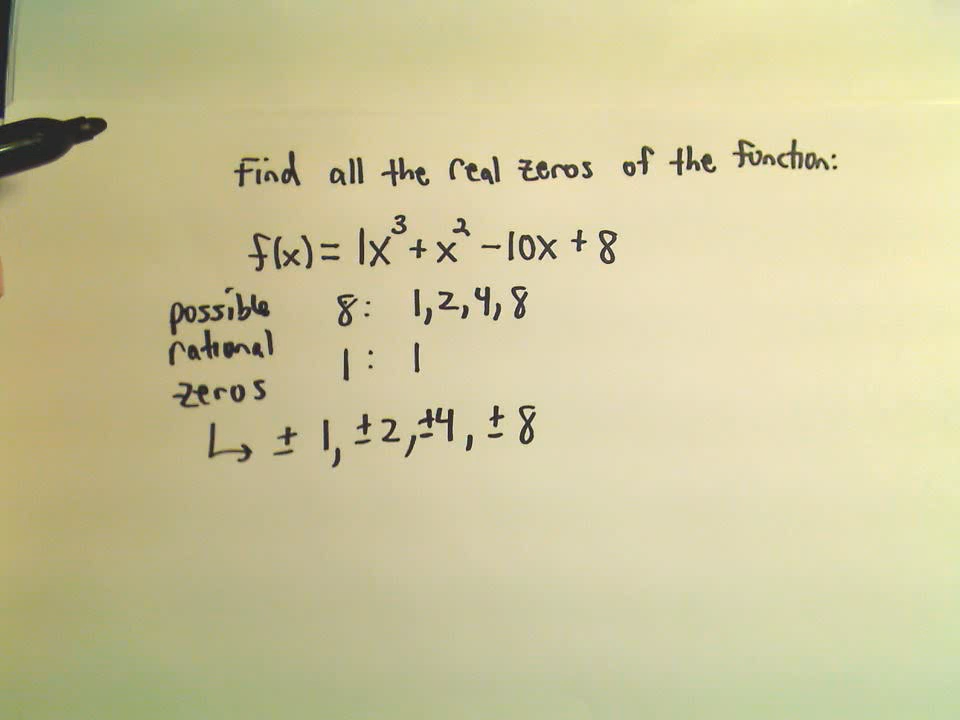 Find all the real zeros of the function:
f(x) = 1x³ + x² - 10x + 8
possible 8: 1, 2, 4, 8
rational 1: 1
zeros
↳ ± 1, ± 2, ±4, ± 8